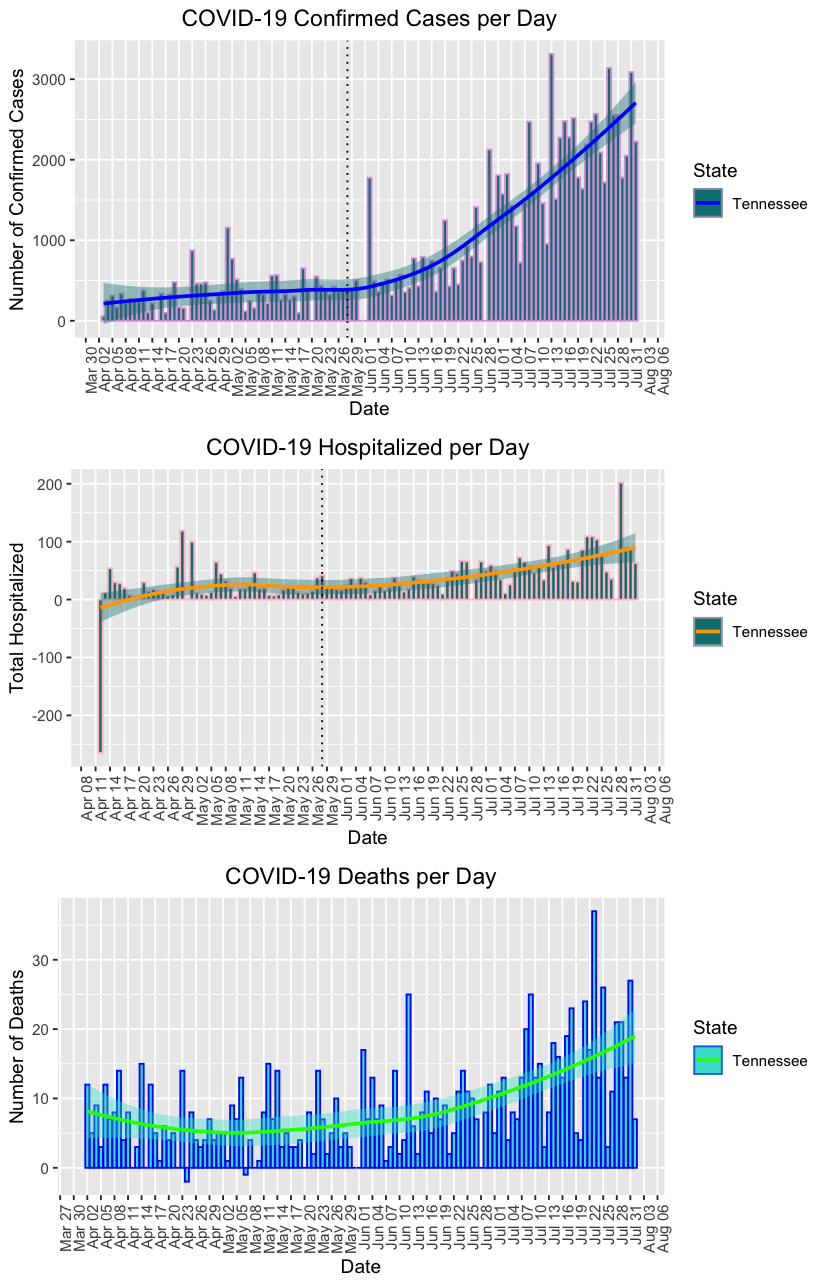 COVID-19 Confirmed Cases per Day
Number of Confirmed Cases
3000
2000
1000
0
Mar 30
Apr 02
Apr 05
Apr 08
Apr 11
Apr 14
Apr 17
Apr 20
Apr 23
Apr 26
Apr 29
May 02
May 05
May 08
May 11
May 14
May 17
May 20
May 23
May 26
May 29
Jun 01
Jun 04
Jun 07
Jun 10
Jun 13
Jun 16
Jun 19
Jun 22
Jun 25
Jun 28
Jul 01
Jul 04
Jul 07
Jul 10
Jul 13
Jul 16
Jul 19
Jul 22
Jul 25
Jul 28
Jul 31
Aug 03
Aug 06
Date
State
Tennessee
COVID-19 Hospitalized per Day
Total Hospitalized
200
100
0
-100
-200
Apr 08
Apr 11
Apr 14
Apr 17
Apr 20
Apr 23
Apr 26
Apr 29
May 02
May 05
May 08
May 11
May 14
May 17
May 20
May 23
May 26
May 29
Jun 01
Jun 04
Jun 07
Jun 10
Jun 13
Jun 16
Jun 19
Jun 22
Jun 25
Jun 28
Jul 01
Jul 04
Jul 07
Jul 10
Jul 13
Jul 16
Jul 19
Jul 22
Jul 25
Jul 28
Jul 31
Aug 03
Aug 06
Date
State
Tennessee
COVID-19 Deaths per Day
Number of Deaths
30
20
10
0
Mar 27
Mar 30
Apr 02
Apr 05
Apr 08
Apr 11
Apr 14
Apr 17
Apr 20
Apr 23
Apr 26
Apr 29
May 02
May 05
May 08
May 11
May 14
May 17
May 20
May 23
May 26
May 29
Jun 01
Jun 04
Jun 07
Jun 10
Jun 13
Jun 16
Jun 19
Jun 22
Jun 25
Jun 28
Jul 01
Jul 04
Jul 07
Jul 10
Jul 13
Jul 16
Jul 19
Jul 22
Jul 25
Jul 28
Jul 31
Aug 03
Aug 06
Date
State
Tennessee